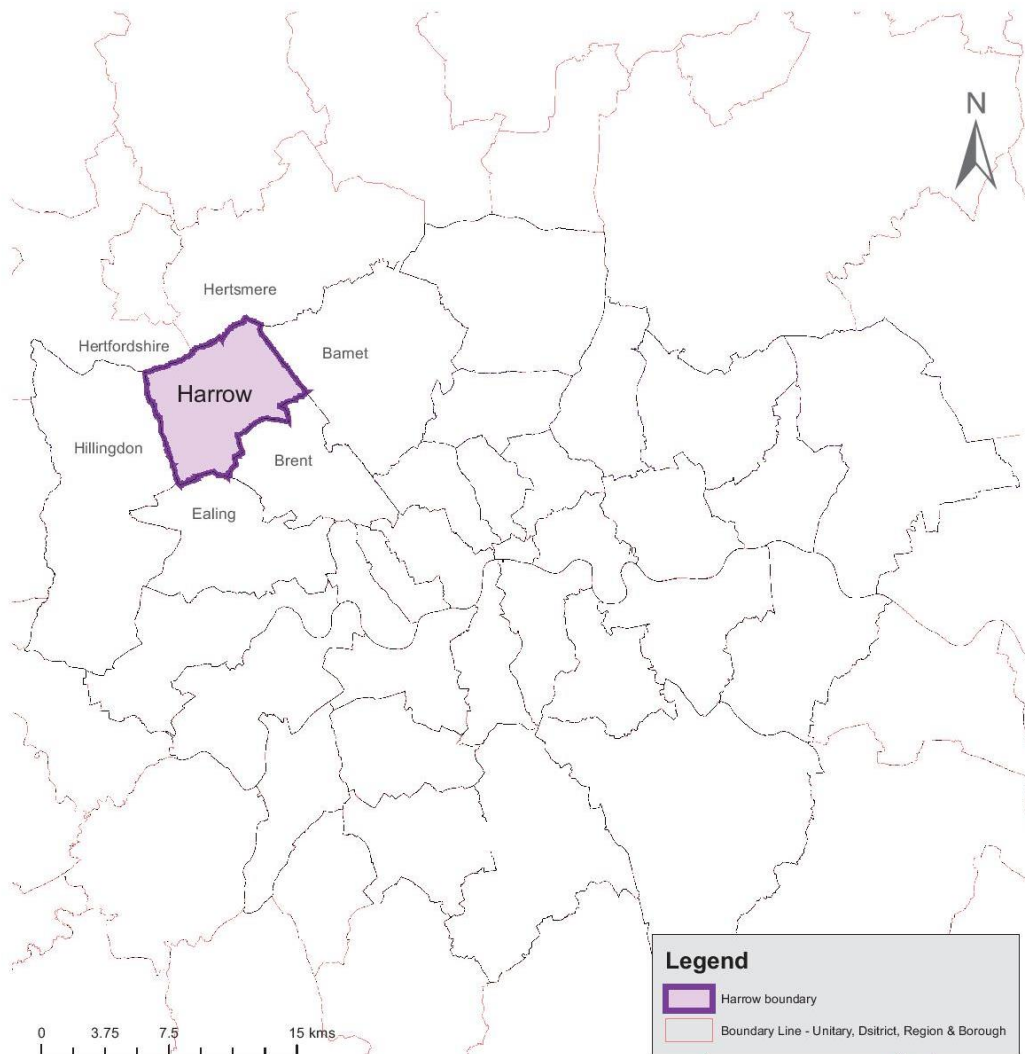 N
Hertsmere
Hertfordshire
Barnet
Harrow
Hillingdon
Brent
Ealing
Legend
Harrow boundary
Boundary Line - Unitary, Dsitrict, Region & Borough
0 3.75 7.5 15 kms